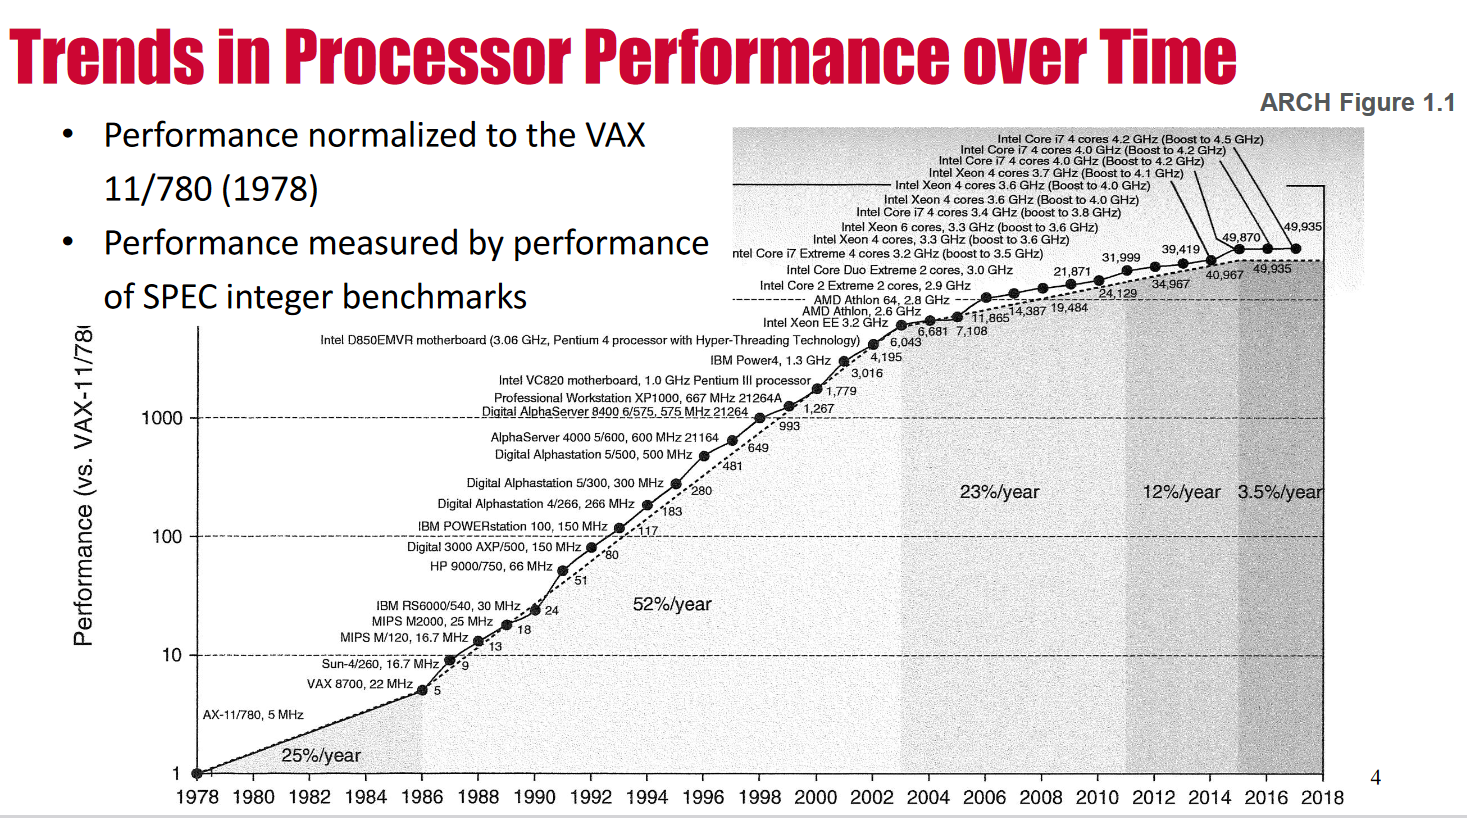 Trends in Processor Performance over Time
ARCH Figure 1.1
• Performance normalized to the VAX
11/780 (1978)
• Performance measured by performance
of SPEC integer benchmarks
Intel Core i7 4 cores 4.2 GHz (Boost to 4.5 GHz)
Intel Core i7 4 cores 4.0 GHz (Boost to 4.2 GHz)
Intel Core i7 4 cores 4.0 GHz (Boost to 4.2 GHz)
Intel Xeon 4 cores 3.7 GHz (Boost to 4.1 GHz)
Intel Xeon 4 cores 3.6 GHz (Boost to 4.0 GHz)
Intel Xeon 4 cores 3.6 GHz (Boost to 4.0 GHz)
Intel Core i7 4 cores 3.4 GHz (boost to 3.8 GHz)
Intel Xeon 6 cores, 3.3 GHz (boost to 3.6 GHz)
Intel Xeon 4 cores, 3.3 GHz (boost to 3.6 GHz)
ntel Core i7 Extreme 4 cores 3.2 GHz (boost to 3.5 GHz)
Intel Core Duo Extreme 2 cores, 3.0 GHz
Intel Core 2 Extreme 2 cores, 2.9 GHz
AMD Athlon 64, 2.8 GHz
AMD Athlon, 2.6 GHz
Intel Xeon EE 3.2 GHz
Intel D850EMVR motherboard (3.06 GHz, Pentium 4 processor with Hyper-Threading Technology)
IBM Power4, 1.3 GHz
Intel VC820 motherboard, 1.0 GHz Pentium III processor
Professional Workstation XP1000, 667 MHz 21264A
Digital AlphaServer 8400 6/575, 575 MHz 21264
AlphaServer 4000 5/600, 600 MHz 21164
Digital Alphastation 5/500, 500 MHz
Digital Alphastation 5/300, 300 MHz
Digital Alphastation 4/266, 266 MHz
IBM POWERstation 100, 150 MHz
Digital 3000 AXP/500, 150 MHz
HP 9000/750, 66 MHz
IBM RS6000/540, 30 MHz
MIPS M2000, 25 MHz
MIPS M/120, 16.7 MHz
Sun-4/260, 16.7 MHz
VAX 8700, 22 MHz
AX-11/780, 5 MHz
49,935
49,870
49,935
39,419
40,967
31,999
34,967
21,871
24,129
19,484
14,387
11,865
7,108
6,681
6,043
4,195
3,016
1,779
1,267
993
649
481
280
183
117
80
51
24
18
13
9
5
25%/year
52%/year
23%/year
12%/year
3.5%/year
Performance (vs. VAX-11/78
1000
100
10
1
1978 1980 1982 1984 1986 1988 1990 1992 1994 1996 1998 2000 2002 2004 2006 2008 2010 2012 2014 2016 2018
4